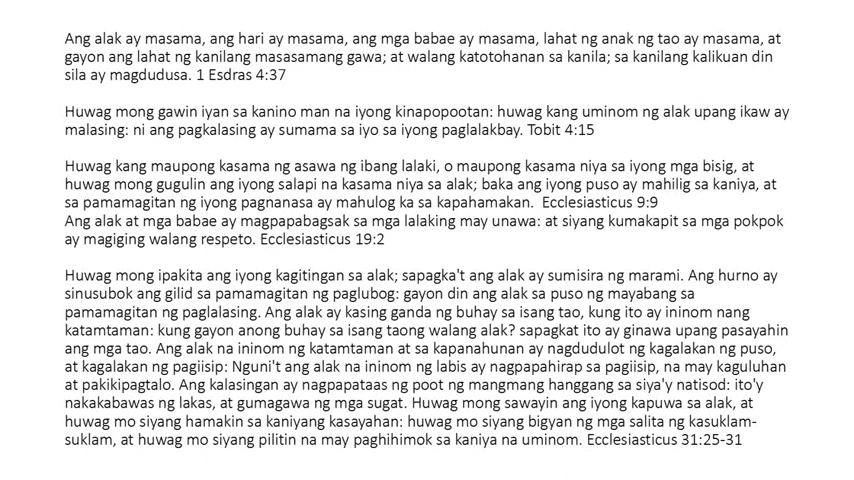 Ang alak ay masama, ang hari ay masama, ang mga babae ay masama, lahat ng anak ng tao ay masama, at
gayon ang lahat ng kanilang masasamang gawa; at walang katotohanan sa kanila; sa kanilang kalikuan din
sila ay magdudusa. 1 Esdras 4:37
Huwag mong gawin iyan sa kanino man na iyong kinapopootan: huwag kang uminom ng alak upang ikaw ay
malasing: ni ang pagkalasing ay sumama sa iyo sa iyong paglalakbay. Tobit 4:15
Huwag kang maupong kasama ng asawa ng ibang lalaki, o maupong kasama niya sa iyong mga bisig, at
huwag mong gugulin ang iyong salapi na kasama niya sa alak; baka ang iyong puso ay mahilig sa kaniya, at
sa pamamagitan ng iyong pagnanasa ay mahulog ka sa kapahamakan. Ecclesiasticus 9:9
Ang alak at mga babae ay magpapabagsak sa mga lalaking may unawa: at siyang kumakapit sa mga pokpok
ay magiging walang respeto. Ecclesiasticus 19:2
Huwag mong ipakita ang iyong kagitingan sa alak; sapagka't ang alak ay sumisira ng marami. Ang hurno ay
sinusubok ang gilid sa pamamagitan ng paglubog: gayon din ang alak sa puso ng mayabang sa
pamamagitan ng paglalasing. Ang alak ay kasing ganda ng buhay sa isang tao, kung ito ay ininom nang
katamtaman: kung gayon anong buhay sa isang taong walang alak? sapagkat ito ay ginawa upang pasayahin
ang mga tao. Ang alak na ininom ng katamtaman at sa kapanahunan ay nagdudulot ng kagalakan ng puso,
at kagalakan ng pagiisip: Nguni't ang alak na ininom ng labis ay nagpapahirap sa pagiisip, na may kaguluhan
at pakikipagtalo. Ang kalasingan ay nagpapataas ng poot ng mangmang hanggang sa siya'y natisod: ito'y
nakakabawas ng lakas, at gumagawa ng mga sugat. Huwag mong sawayin ang iyong kapuwa sa alak, at
huwag mo siyang hamakin sa kaniyang kasayahan: huwag mo siyang bigyan ng mga salita ng kasuklam-
suklam, at huwag mo siyang pilitin na may paghihimok sa kaniya na uminom. Ecclesiasticus 31:25-31